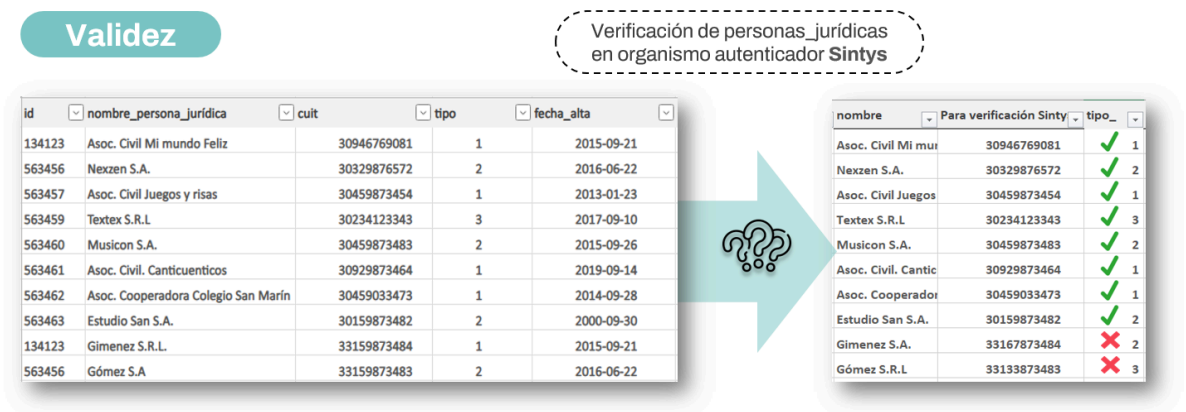 Validez
Verificación de personas_jurídicas
en organismo autenticador Sintys
id nombre_persona_jurídica cuit tipo fecha_alta
134123 Asoc. Civil Mi mundo Feliz 30946769081 1 2015-09-21
563456 Nexzen S.A. 30329876572 2 2016-06-22
563457 Asoc. Civil Juegos y risas 30459873454 1 2013-01-23
563459 Textex S.R.L 30234123343 3 2017-09-10
563460 Musicon S.A. 30459873483 2 2015-09-26
563461 Asoc. Civil. Canticuenticos 30929873464 1 2019-09-14
563462 Asoc. Cooperadora Colegio San Marín 30459033473 1 2014-09-28
563463 Estudio San S.A. 30159873482 2 2000-09-30
134123 Gimenez S.R.L. 33159873484 1 2015-09-21
563456 Gómez S.A 33159873483 2 2016-06-22
nombre Para verificación Sinty tipo_
Asoc. Civil Mi mur 30946769081 1
Nexzen S.A. 30329876572 2
Asoc. Civil Juegos 30459873454 1
Textex S.R.L 30234123343 3
Musicon S.A. 30459873483 2
Asoc. Civil. Cantic 30929873464 1
Asoc. Cooperador 30459033473 1
Estudio San S.A. 30159873482 2
Gimenez S.A. 33167873484 2
Gómez S.R.L 33133873483 3